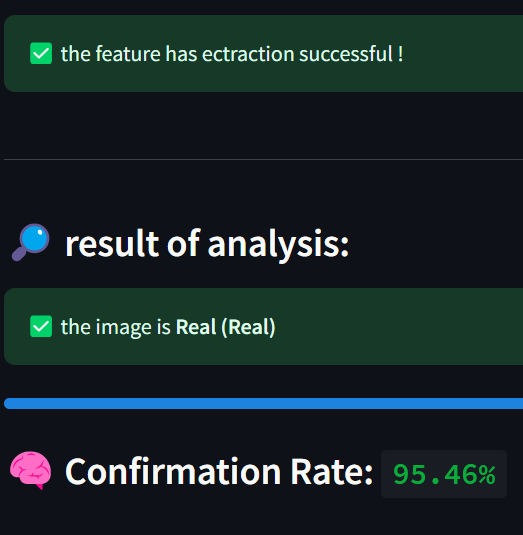 the feature has ectraction successful !
result of analysis:
the image is Real (Real)
Confirmation Rate: 95.46%